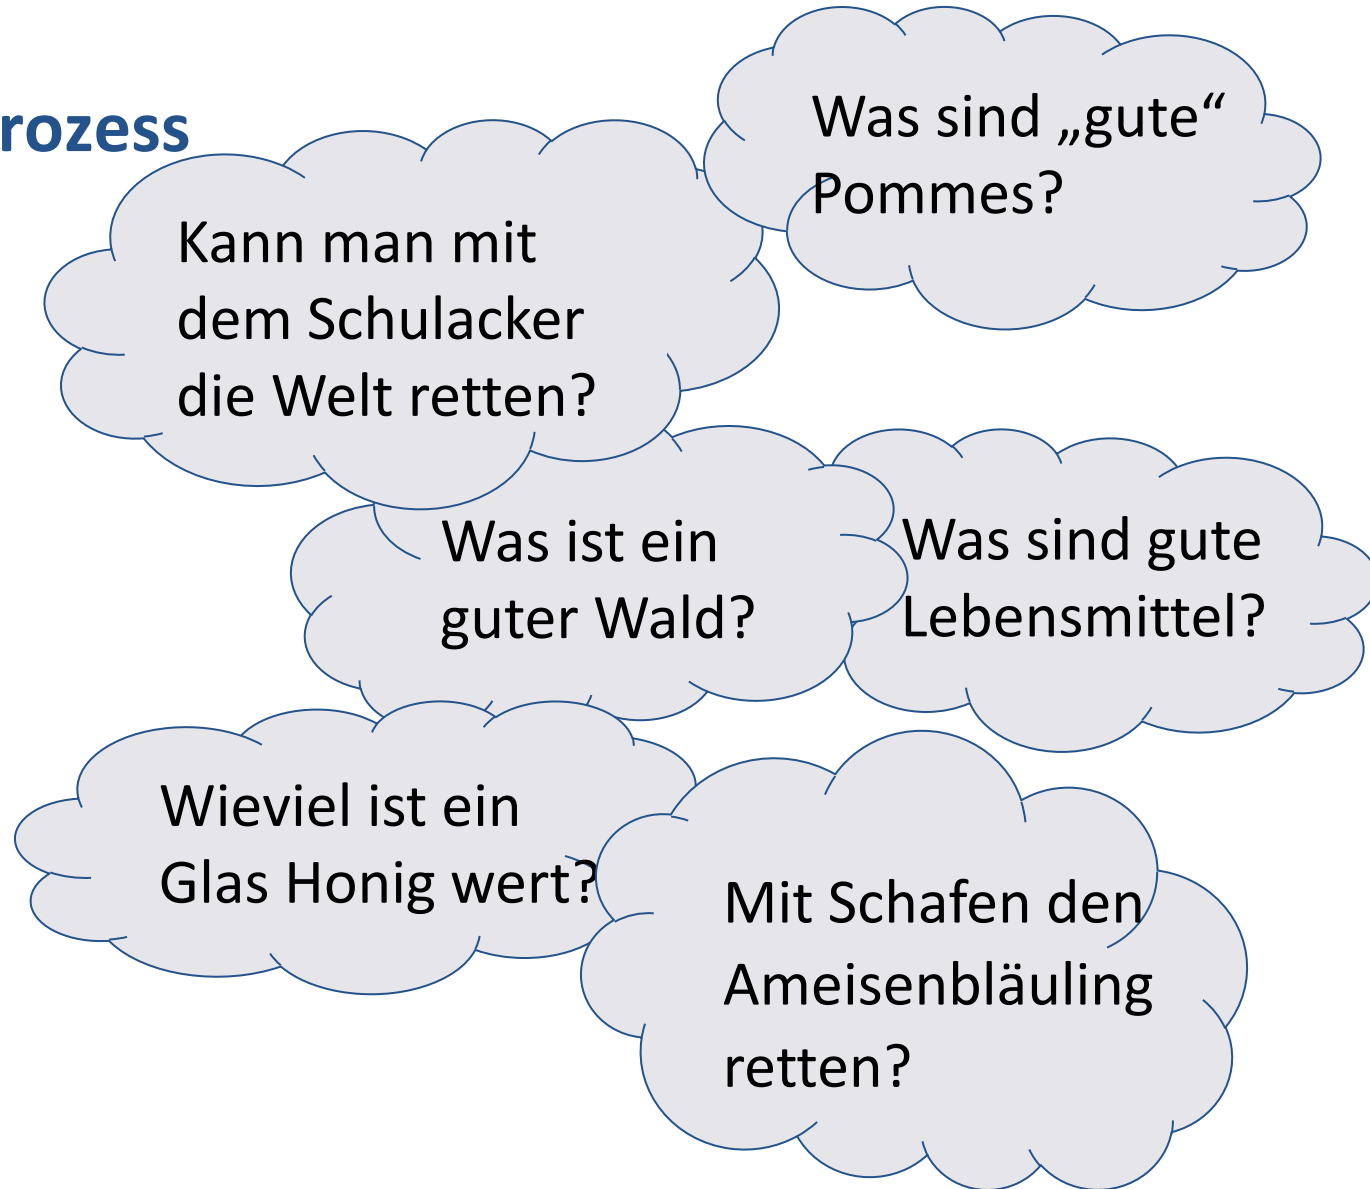 rozess
Was sind „gute“
Pommes?
Kann man mit
dem Schulacker
die Welt retten?
Was ist ein
guter Wald?
Was sind gute
Lebensmittel?
Wieviel ist ein
Glas Honig wert?
Mit Schafen den
Ameisenbläuling
retten?